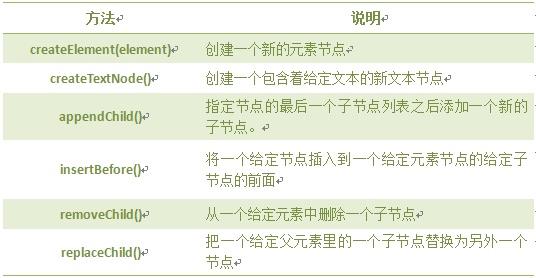 方法 说明
createElement(element) 创建一个新的元素节点
createTextNode() 创建一个包含着给定文本的新文本节点
appendChild() 指定节点的最后一个子节点列表之后添加一个新的
子节点。
insertBefore() 将一个给定节点插入到一个给定元素节点的给定子
节点的前面
removeChild() 从一个给定元素中删除一个子节点
replaceChild() 把一个给定父元素里的一个子节点替换为另外一个
节点